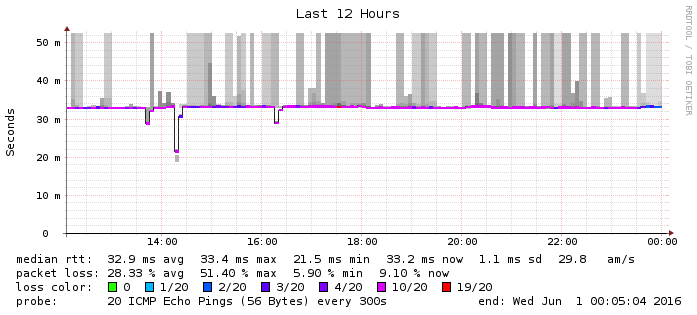 Last 12 Hours
RRDTOOL / TOBI OETIKER
Seconds
50 m
40 m
30 m
20 m
10 m
0
14:00 16:00 18:00 20:00 22:00 00:00
median rtt: 32.9 ms avg 33.4 ms max 21.5 ms min 33.2 ms now 1.1 ms sd 29.8 am/s
packet loss: 28.33 % avg 51.40 % max 5.90 % min 9.10 % now
loss color: 0 1/20 2/20 3/20 4/20 10/20 19/20
probe: 20 ICMP Echo Pings (56 Bytes) every 300s end: Wed Jun 1 00:05:04 2016